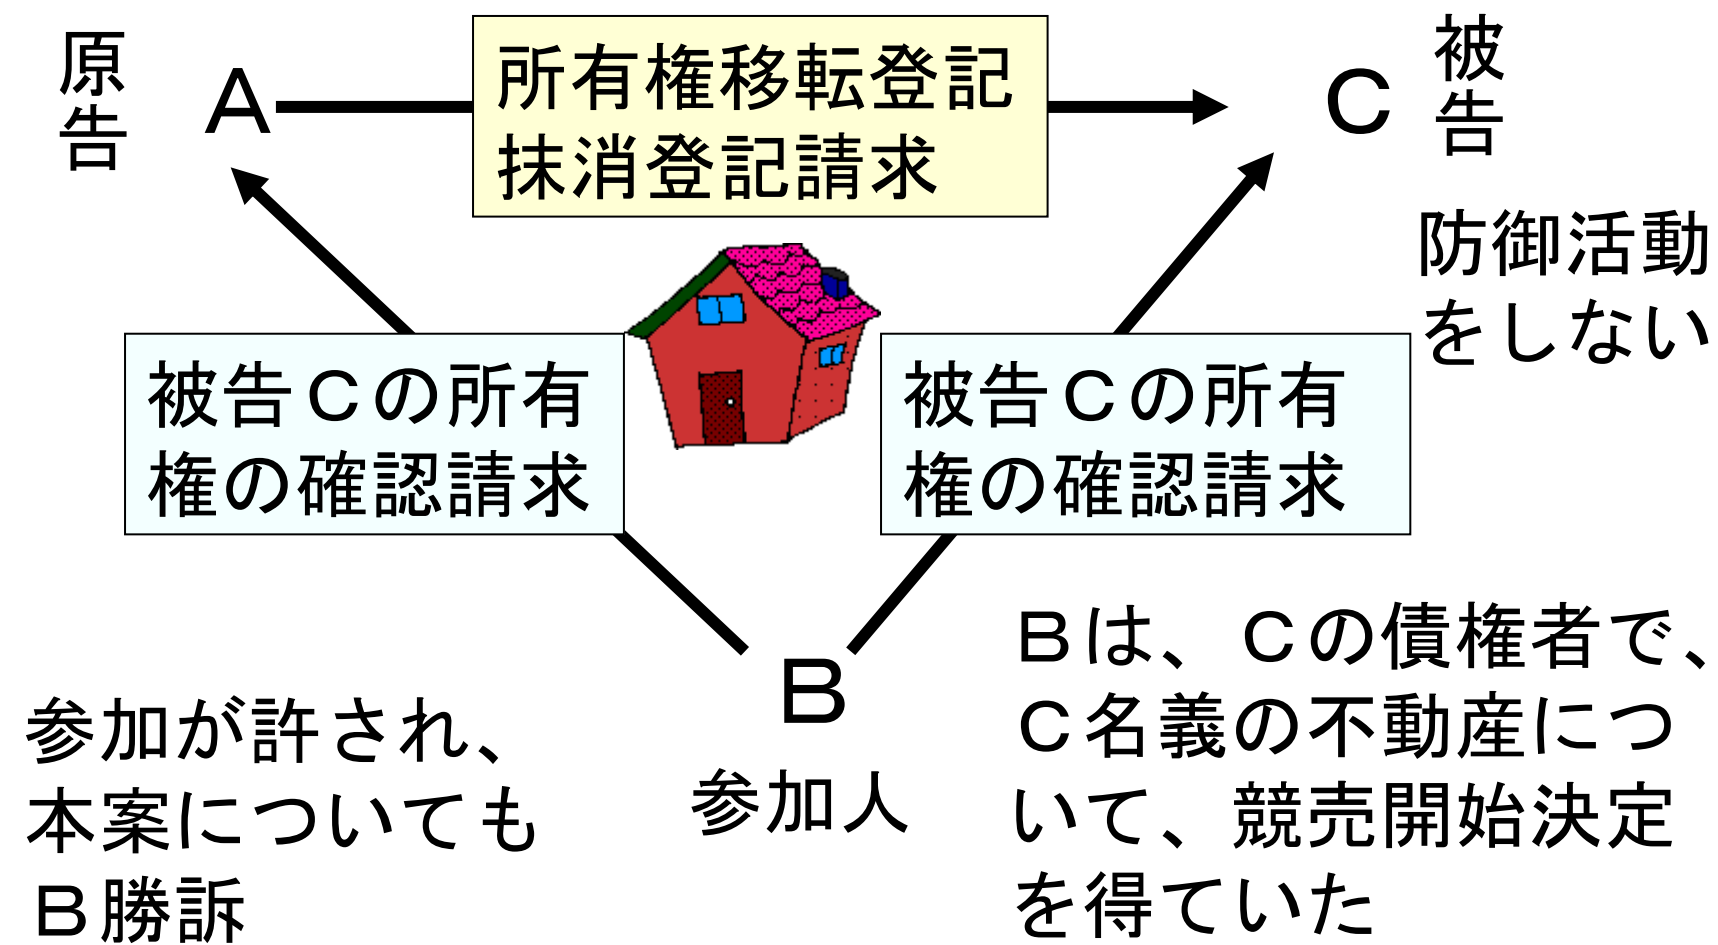 原告
Ａ
所有権移転登記
抹消登記請求
Ｃ
被告
防御活動
をしない
被告Ｃの所有
権の確認請求
被告Ｃの所有
権の確認請求
Ｂ
参加人
Ｂは、Ｃの債権者で、
Ｃ名義の不動産につ
いて、競売開始決定
を得ていた
参加が許され、
本案についても
Ｂ勝訴